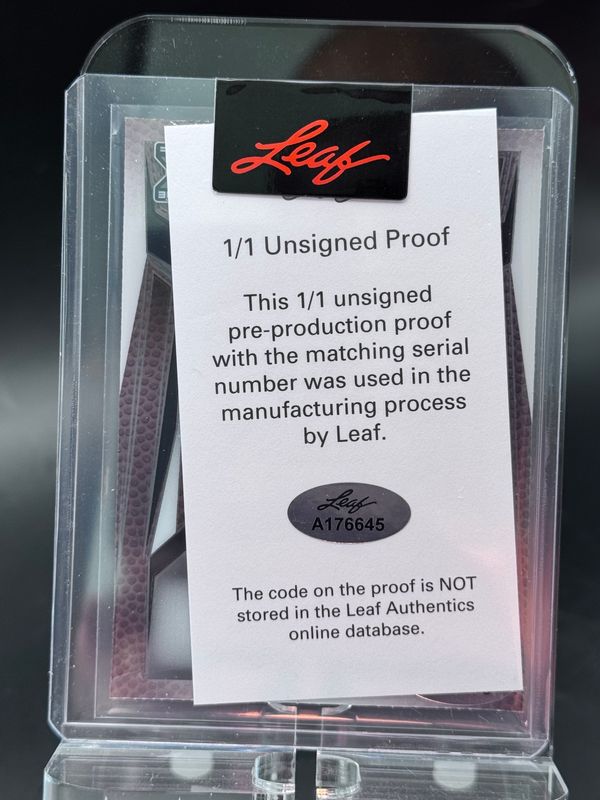 Leaf
1/1 Unsigned Proof
This 1/1 unsigned
pre-production proof
with the matching serial
number was used in the
manufacturing process
by Leaf.
Leaf
A176645
The code on the proof is NOT
stored in the Leaf Authentics
online database.